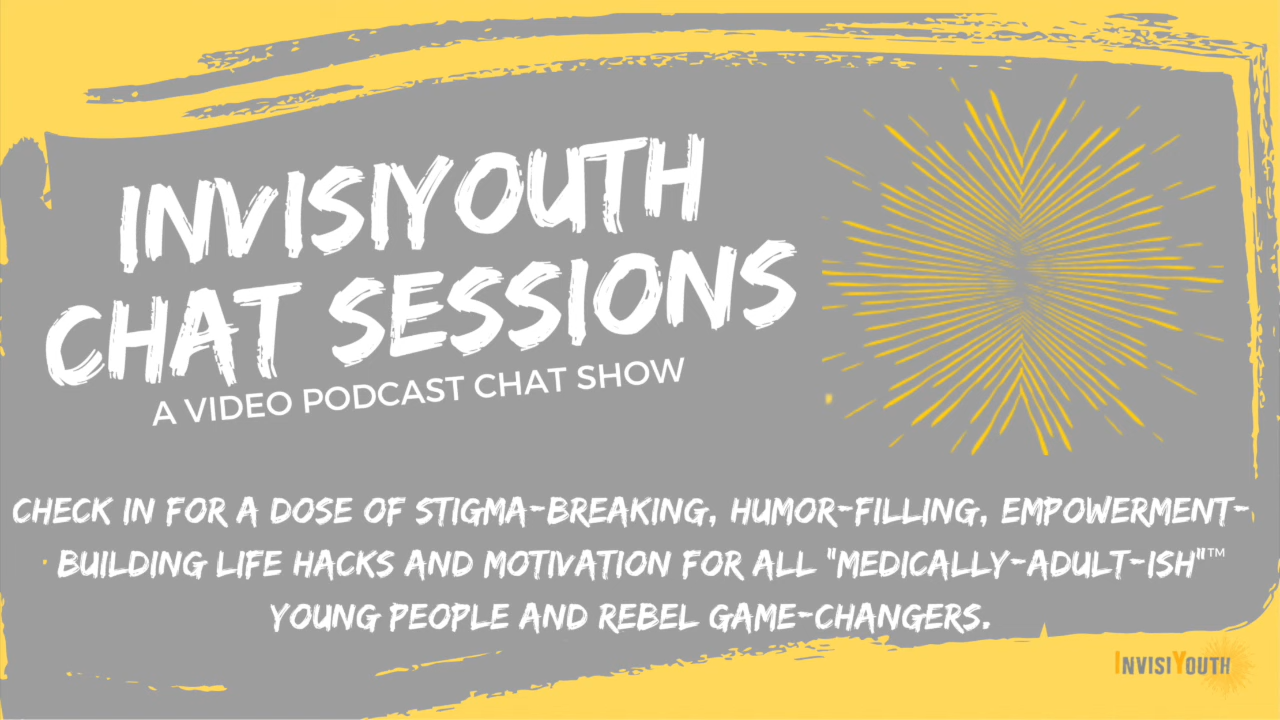 INVISIYOUTH
CHAT SESSIONS
A VIDEO PODCAST CHAT SHOW
CHECK IN FOR A DOSE OF STIGMA-BREAKING, HUMOR-FILLING, EMPOWERMENT-
BUILDING LIFE HACKS AND MOTIVATION FOR ALL "MEDICALLY-ADULT-ISH"™
YOUNG PEOPLE AND REBEL GAME-CHANGERS.
INVISIYOUTH